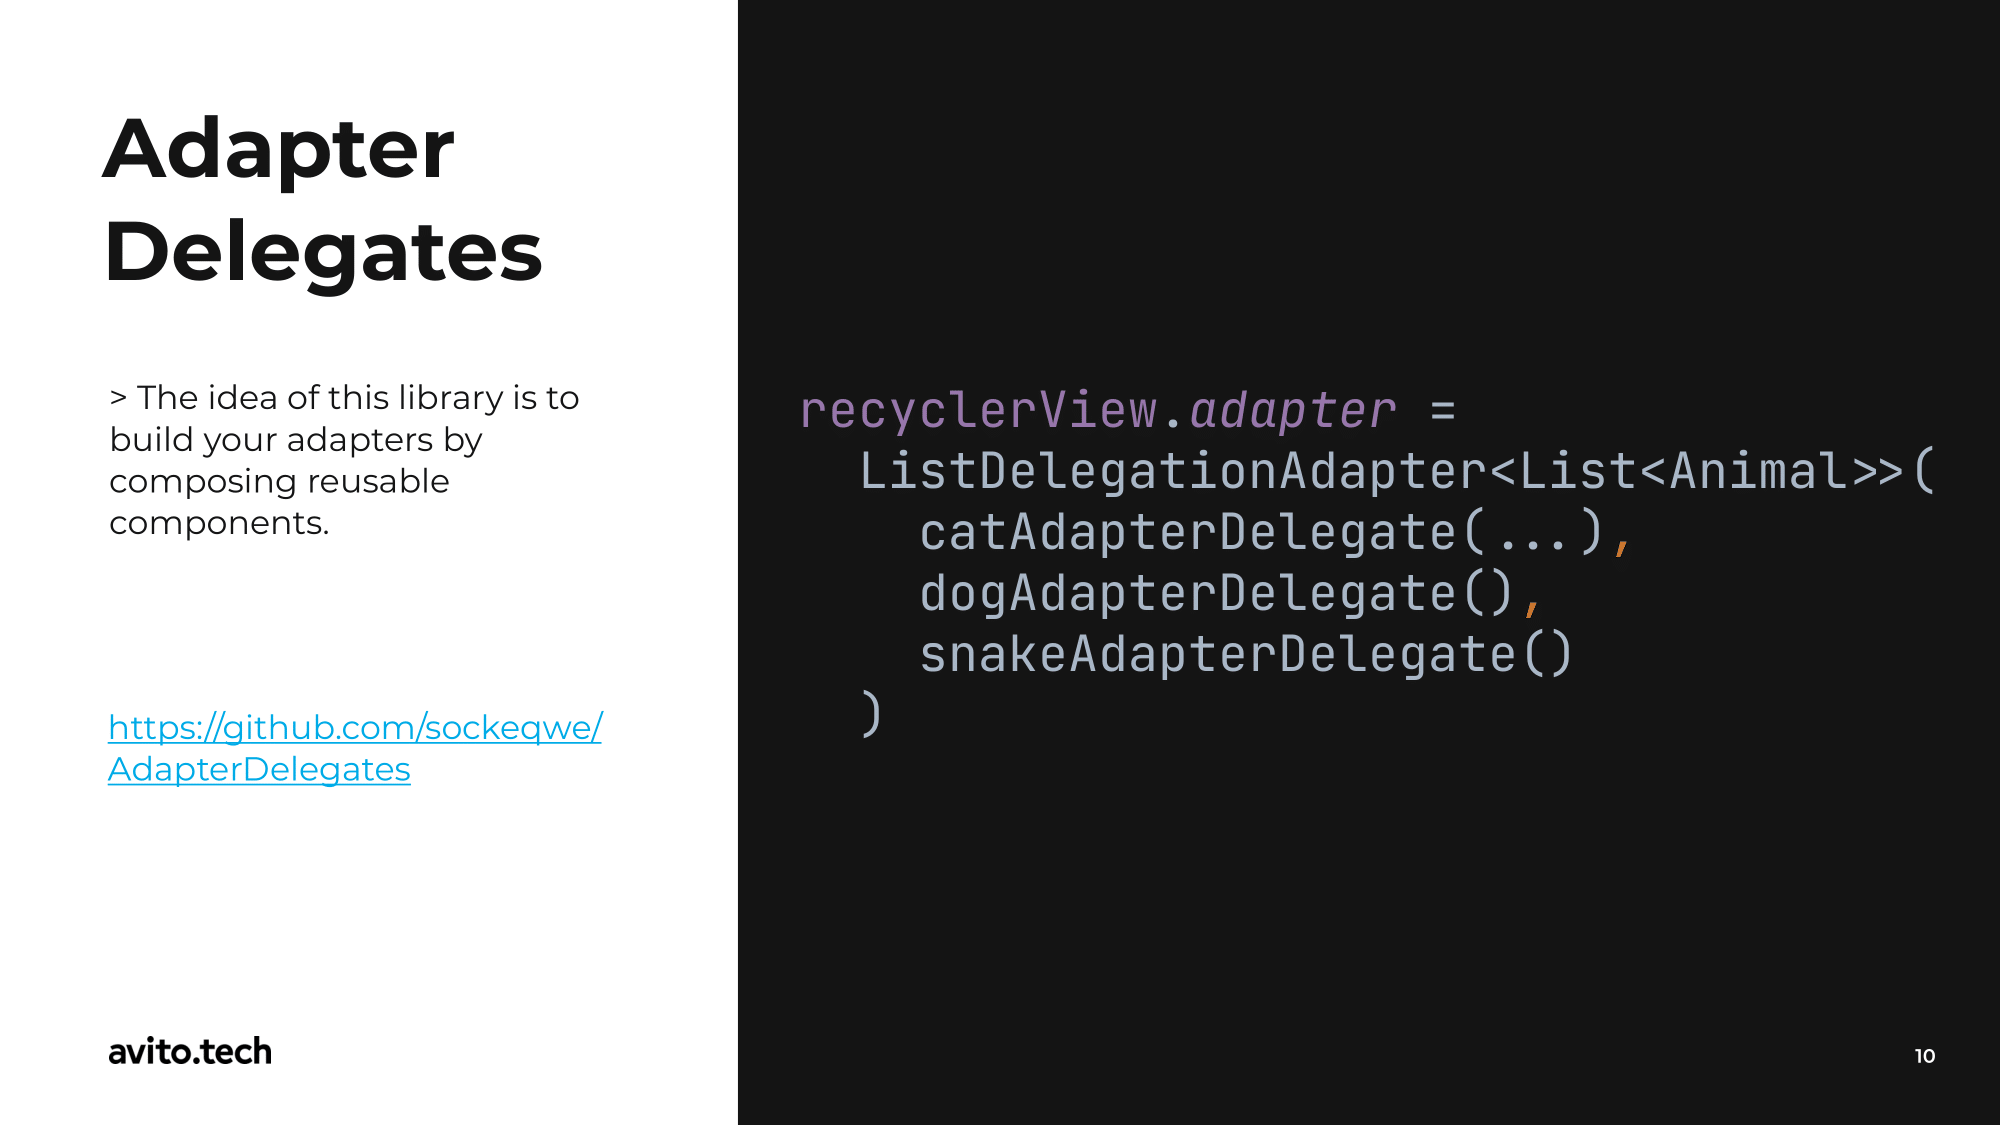 Adapter
Delegates
> The idea of this library is to
build your adapters by
composing reusable
components.
https://github.com/sockeqwe/
AdapterDelegates
avito.tech
recyclerView.adapter =
  ListDelegationAdapter<List<Animal>>(
    catAdapterDelegate(...),
    dogAdapterDelegate(),
    snakeAdapterDelegate()
  )
10